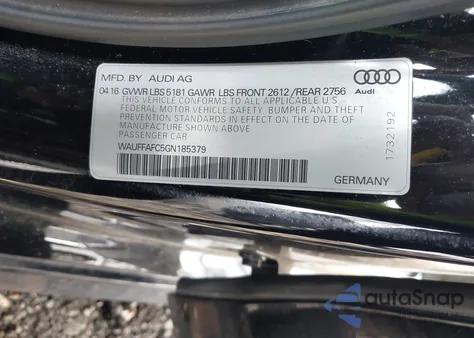 MFD. BY AUDI AG
04 16 GVWR LBS 5181 GAWR LBS FRONT 2612 /REAR 2756
THIS VEHICLE CONFORMS TO ALL APPLICABLE U.S.
FEDERAL MOTOR VEHICLE SAFETY, BUMPER AND THEFT
PREVENTION STANDARDS IN EFFECT ON THE DATE OF
MANUFACTURE SHOWN ABOVE
PASSENGER CAR
WAUFFAFC5GN185379
GERMANY
Audi
1732192
autoSnap